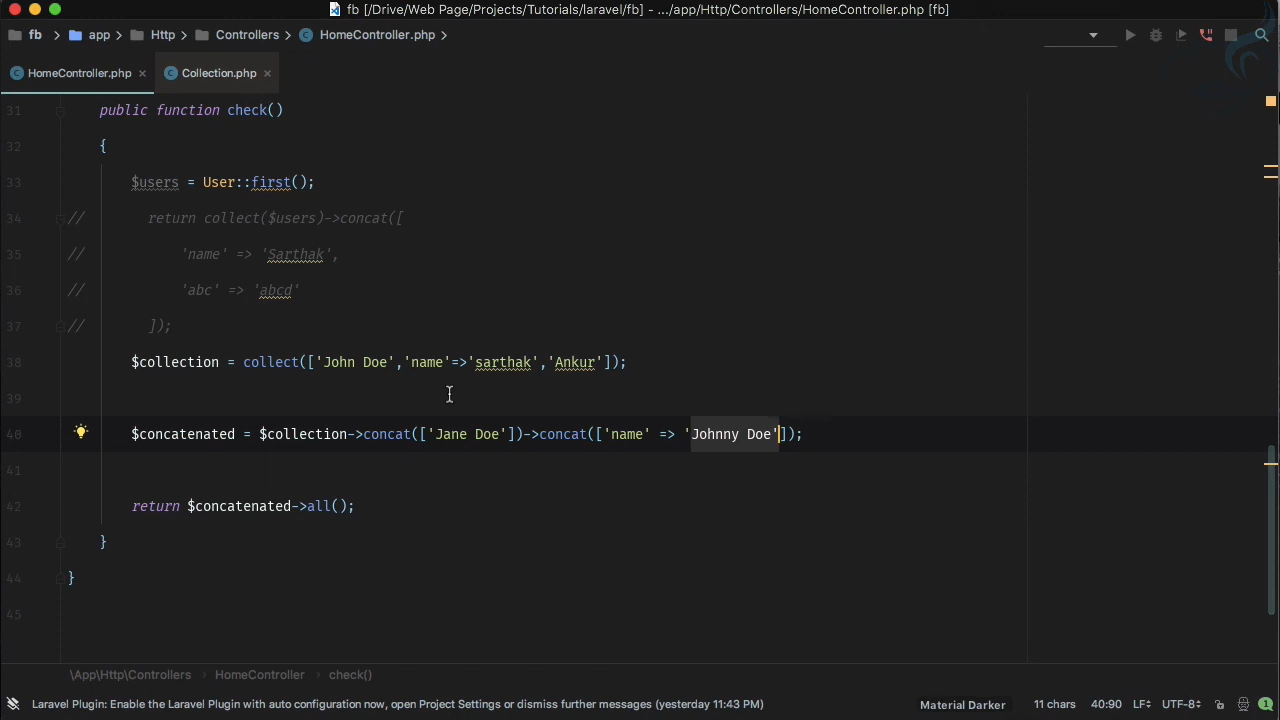 fb [/Drive/Web Page/Projects/Tutorials/laravel/fb] - .../app/Http/Controllers/HomeController.php [fb]
fb app Http Controllers HomeController.php
HomeController.php Collection.php
31 public function check()
32 {
33 $users = User::first();
34 // return collect($users)->concat([
35 // 'name' => 'Sarthak',
36 // 'abc' => 'abcd'
37 // ]);
38 $collection = collect(['John Doe','name'=>'sarthak','Ankur']);
39
40 $concatenated = $collection->concat(['Jane Doe'])->concat(['name' => 'Johnny Doe']);
41
42 return $concatenated->all();
43 }
44 }
45
\App\Http\Controllers HomeController check()
Laravel Plugin: Enable the Laravel Plugin with auto configuration now, open Project Settings or dismiss further messages (yesterday 11:43 PM) Material Darker 11 chars 40:90 LF UTF-8 1